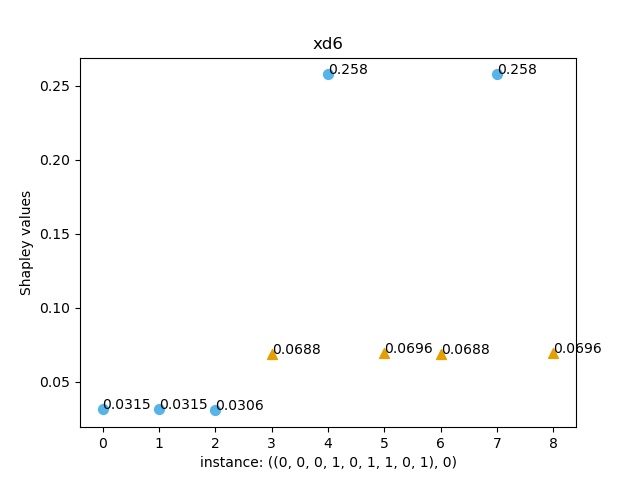 xd6
0.258 0.258
0.25
0.20
0.15
0.10
0.05
Shapley values
0.0688 0.0696 0.0688 0.0696
0.0315 0.0315 0.0306
0 1 2 3 4 5 6 7 8
instance: ((0, 0, 0, 1, 0, 1, 1, 0, 1), 0)